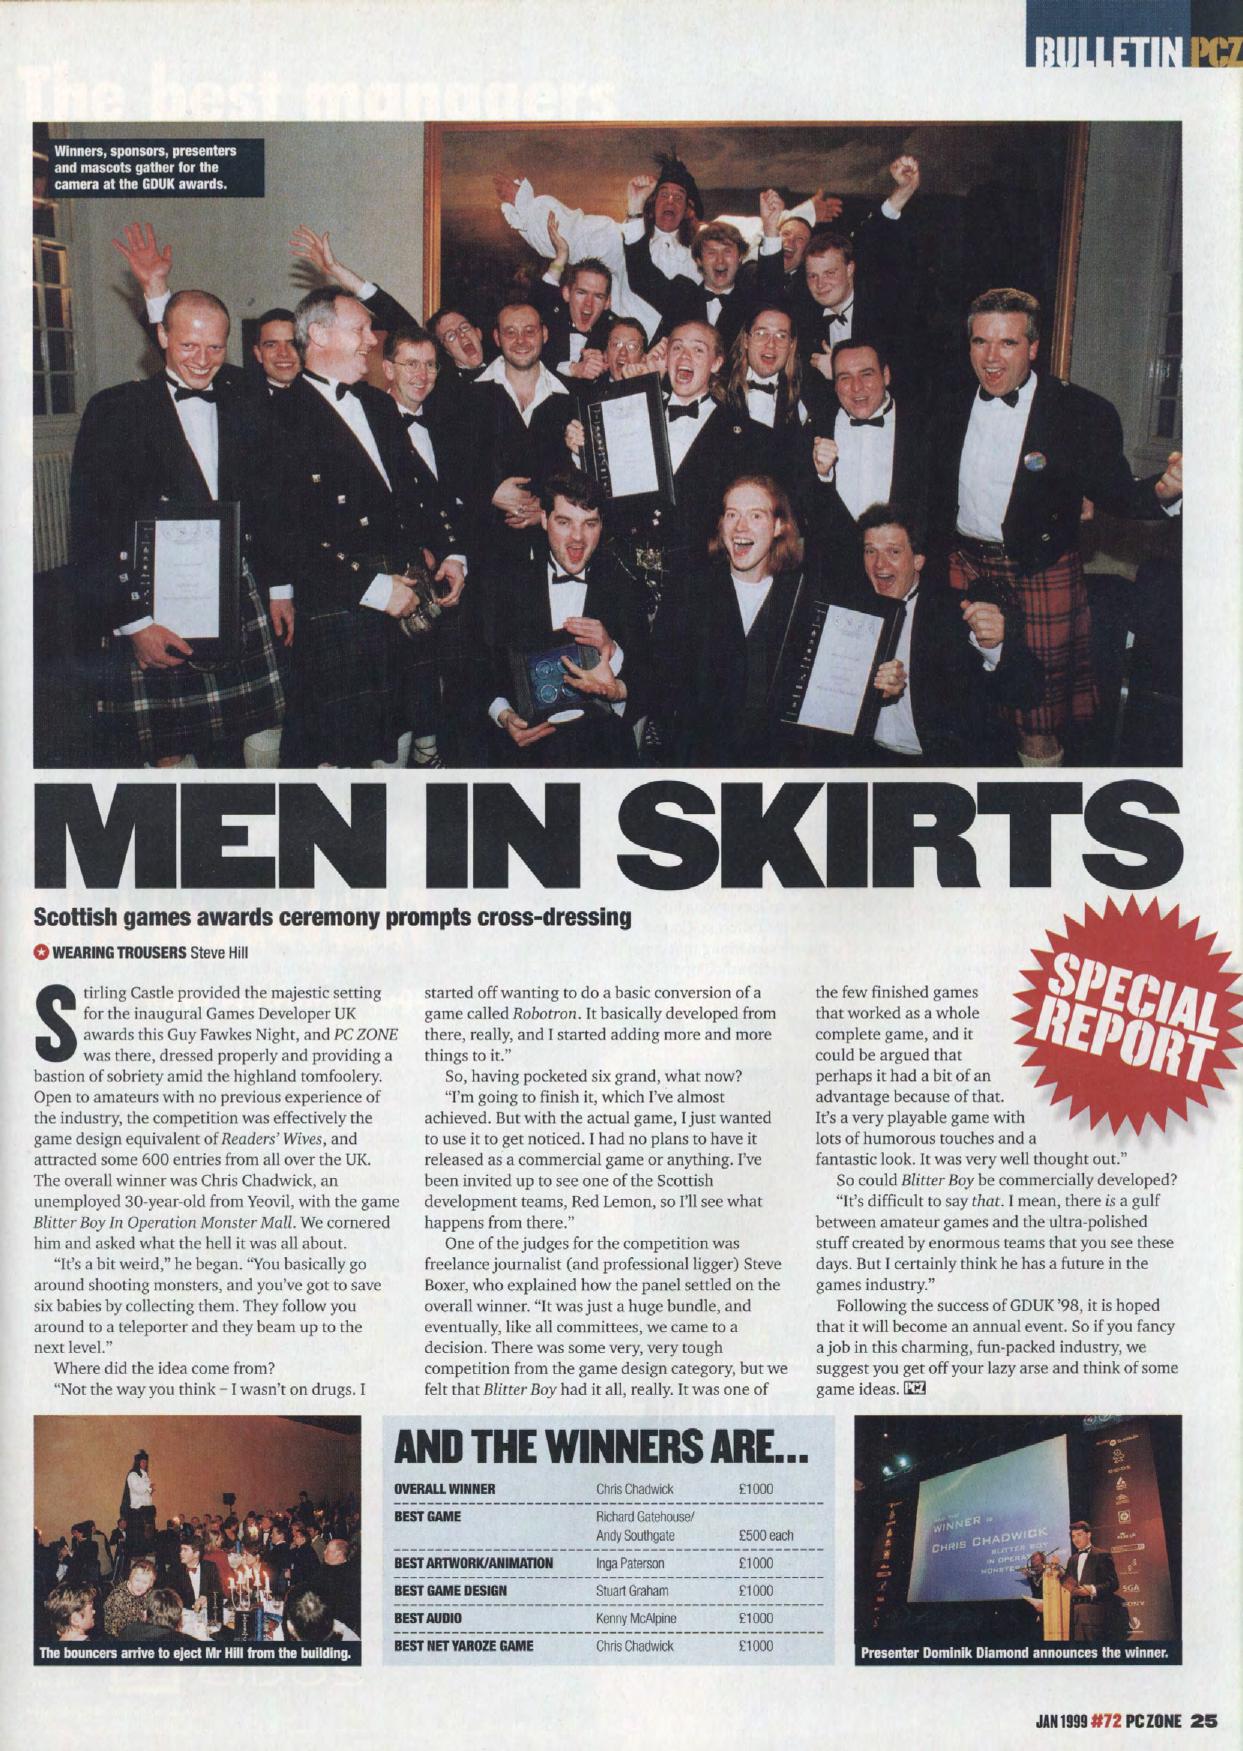 BULLETIN PCZ
The best managers
Winners, sponsors, presenters
and mascots gather for the
camera at the GDUK awards.
MEN IN SKIRTS
Scottish games awards ceremony prompts cross-dressing
WEARING TROUSERS Steve Hill
SPECIAL
REPORT
Stirling Castle provided the majestic setting
for the inaugural Games Developer UK
awards this Guy Fawkes Night, and PC ZONE
was there, dressed properly and providing a
bastion of sobriety amid the highland tomfoolery.
Open to amateurs with no previous experience of
the industry, the competition was effectively the
game design equivalent of Readers' Wives, and
attracted some 600 entries from all over the UK.
The overall winner was Chris Chadwick, an
unemployed 30-year-old from Yeovil, with the game
Blitter Boy In Operation Monster Mall. We cornered
him and asked what the hell it was all about.
"It's a bit weird," he began. "You basically go
around shooting monsters, and you've got to save
six babies by collecting them. They follow you
around to a teleporter and they beam up to the
next level."
Where did the idea come from?
"Not the way you think – I wasn't on drugs. I
started off wanting to do a basic conversion of a
game called Robotron. It basically developed from
there, really, and I started adding more and more
things to it."
So, having pocketed six grand, what now?
"I'm going to finish it, which I've almost
achieved. But with the actual game, I just wanted
to use it to get noticed. I had no plans to have it
released as a commercial game or anything. I've
been invited up to see one of the Scottish
development teams, Red Lemon, so I'll see what
happens from there."
One of the judges for the competition was
freelance journalist (and professional ligger) Steve
Boxer, who explained how the panel settled on the
overall winner. "It was just a huge bundle, and
eventually, like all committees, we came to a
decision. There was some very, very tough
competition from the game design category, but we
felt that Blitter Boy had it all, really. It was one of
the few finished games
that worked as a whole
complete game, and it
could be argued that
perhaps it had a bit of an
advantage because of that.
It's a very playable game with
lots of humorous touches and a
fantastic look. It was very well thought out."
So could Blitter Boy be commercially developed?
"It's difficult to say that. I mean, there is a gulf
between amateur games and the ultra-polished
stuff created by enormous teams that you see these
days. But I certainly think he has a future in the
games industry."
Following the success of GDUK '98, it is hoped
that it will become an annual event. So if you fancy
a job in this charming, fun-packed industry, we
suggest you get off your lazy arse and think of some
game ideas. PCZ
The bouncers arrive to eject Mr Hill from the building.
AND THE WINNERS ARE...
OVERALL WINNER Chris Chadwick £1000
BEST GAME Richard Gatehouse/
Andy Southgate £500 each
BEST ARTWORK/ANIMATION Inga Paterson £1000
BEST GAME DESIGN Stuart Graham £1000
BEST AUDIO Kenny McAlpine £1000
BEST NET YAROZE GAME Chris Chadwick £1000
AND THE
WINNER IS
CHRIS CHADWICK
BLITTER BOY
IN OPERA
MONSTER
SGA
SONY
Presenter Dominik Diamond announces the winner.
JAN 1999 #72 PC ZONE 25